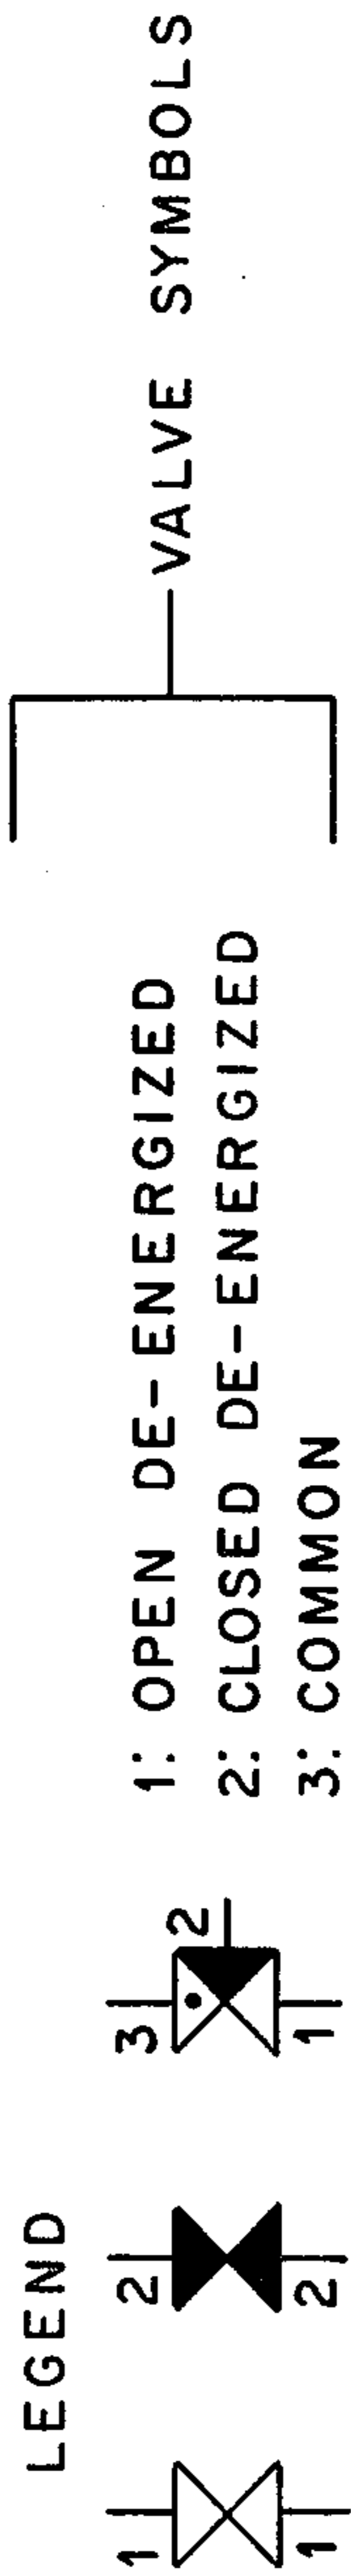 LEGEND
1 1
2 2
3 2 1
1: OPEN DE-ENERGIZED
2: CLOSED DE-ENERGIZED
3: COMMON
VALVE SYMBOLS